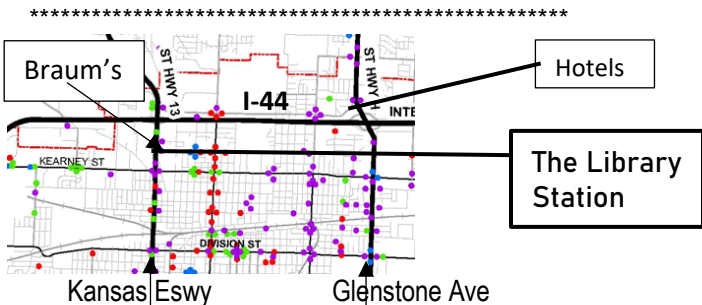 ****************************************************
Braum's
ST HWY 13
ST HWY H
Hotels
I-44
INTE
KEARNEY ST
The Library
Station
DIVISION ST
Kansas Eswy
Glenstone Ave